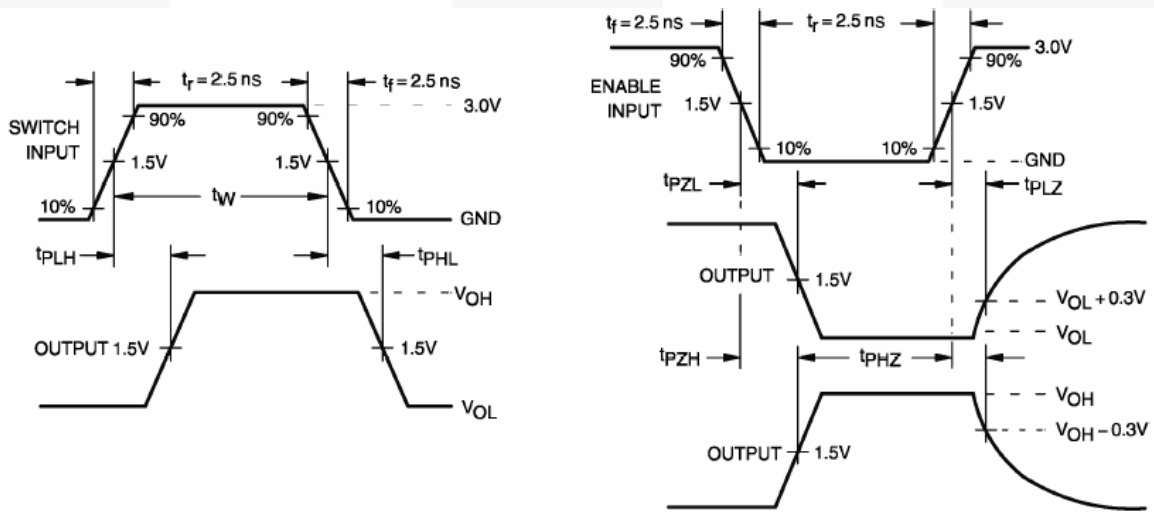 tr = 2.5 ns
tf = 2.5 ns
3.0V
90%
90%
SWITCH
INPUT
1.5V
1.5V
tW
10%
10%
GND
tPLH
tPHL
VOH
OUTPUT 1.5V
1.5V
VOL
tf = 2.5 ns
tr = 2.5 ns
3.0V
90%
90%
ENABLE
INPUT
1.5V
1.5V
10%
10%
GND
tPZL
tPLZ
OUTPUT
1.5V
VOL + 0.3V
VOL
tPZH
tPHZ
VOH
VOH – 0.3V
OUTPUT
1.5V